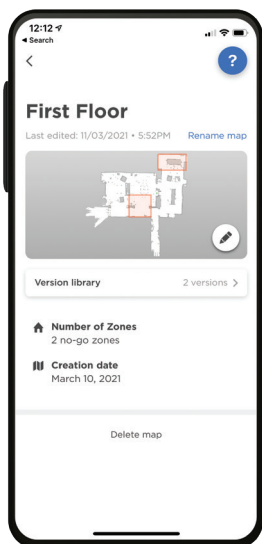 12:12
Search
?
First Floor
Last edited: 11/03/2021 • 5:52PM Rename map
Version library 2 versions
Number of Zones
2 no-go zones
Creation date
March 10, 2021
Delete map